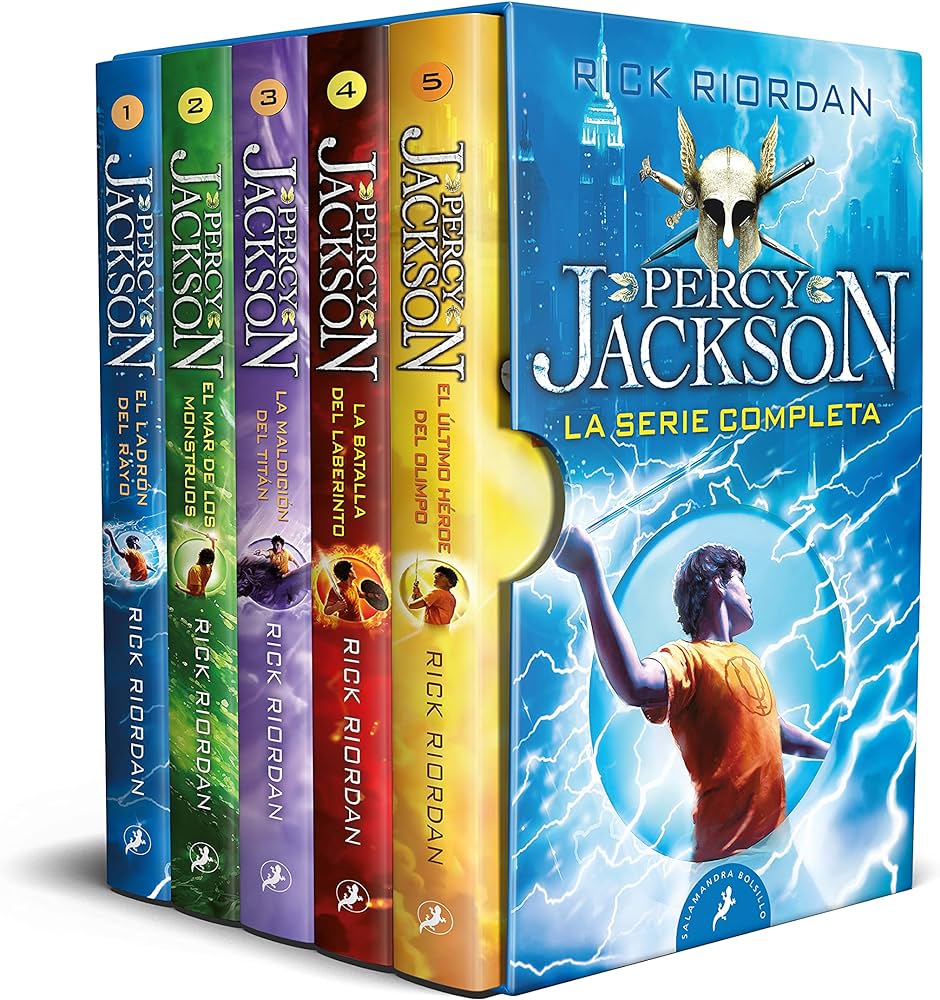 1
PERCY
JACKSON
EL LADRÓN
DEL RAYO
RICK RIORDAN
2
PERCY
JACKSON
EL MAR DE LOS
MONSTRUOS
RICK RIORDAN
3
PERCY
JACKSON
LA MALDICIÓN
DEL TITÁN
RICK RIORDAN
4
PERCY
JACKSON
LA BATALLA
DEL LABERINTO
RICK RIORDAN
5
PERCY
JACKSON
EL ÚLTIMO HÉROE
DEL OLIMPO
RICK RIORDAN
RICK RIORDAN
PERCY
JACKSON
LA SERIE COMPLETA
SALAMANDRA BOLSILLO